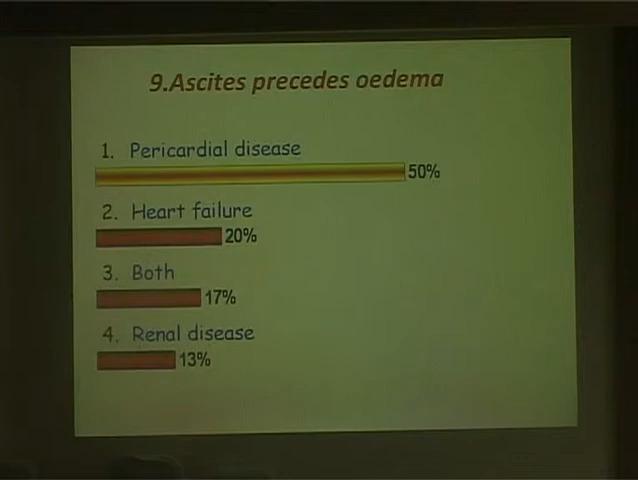 9.Ascites precedes oedema
1. Pericardial disease
50%
2. Heart failure
20%
3. Both
17%
4. Renal disease
13%